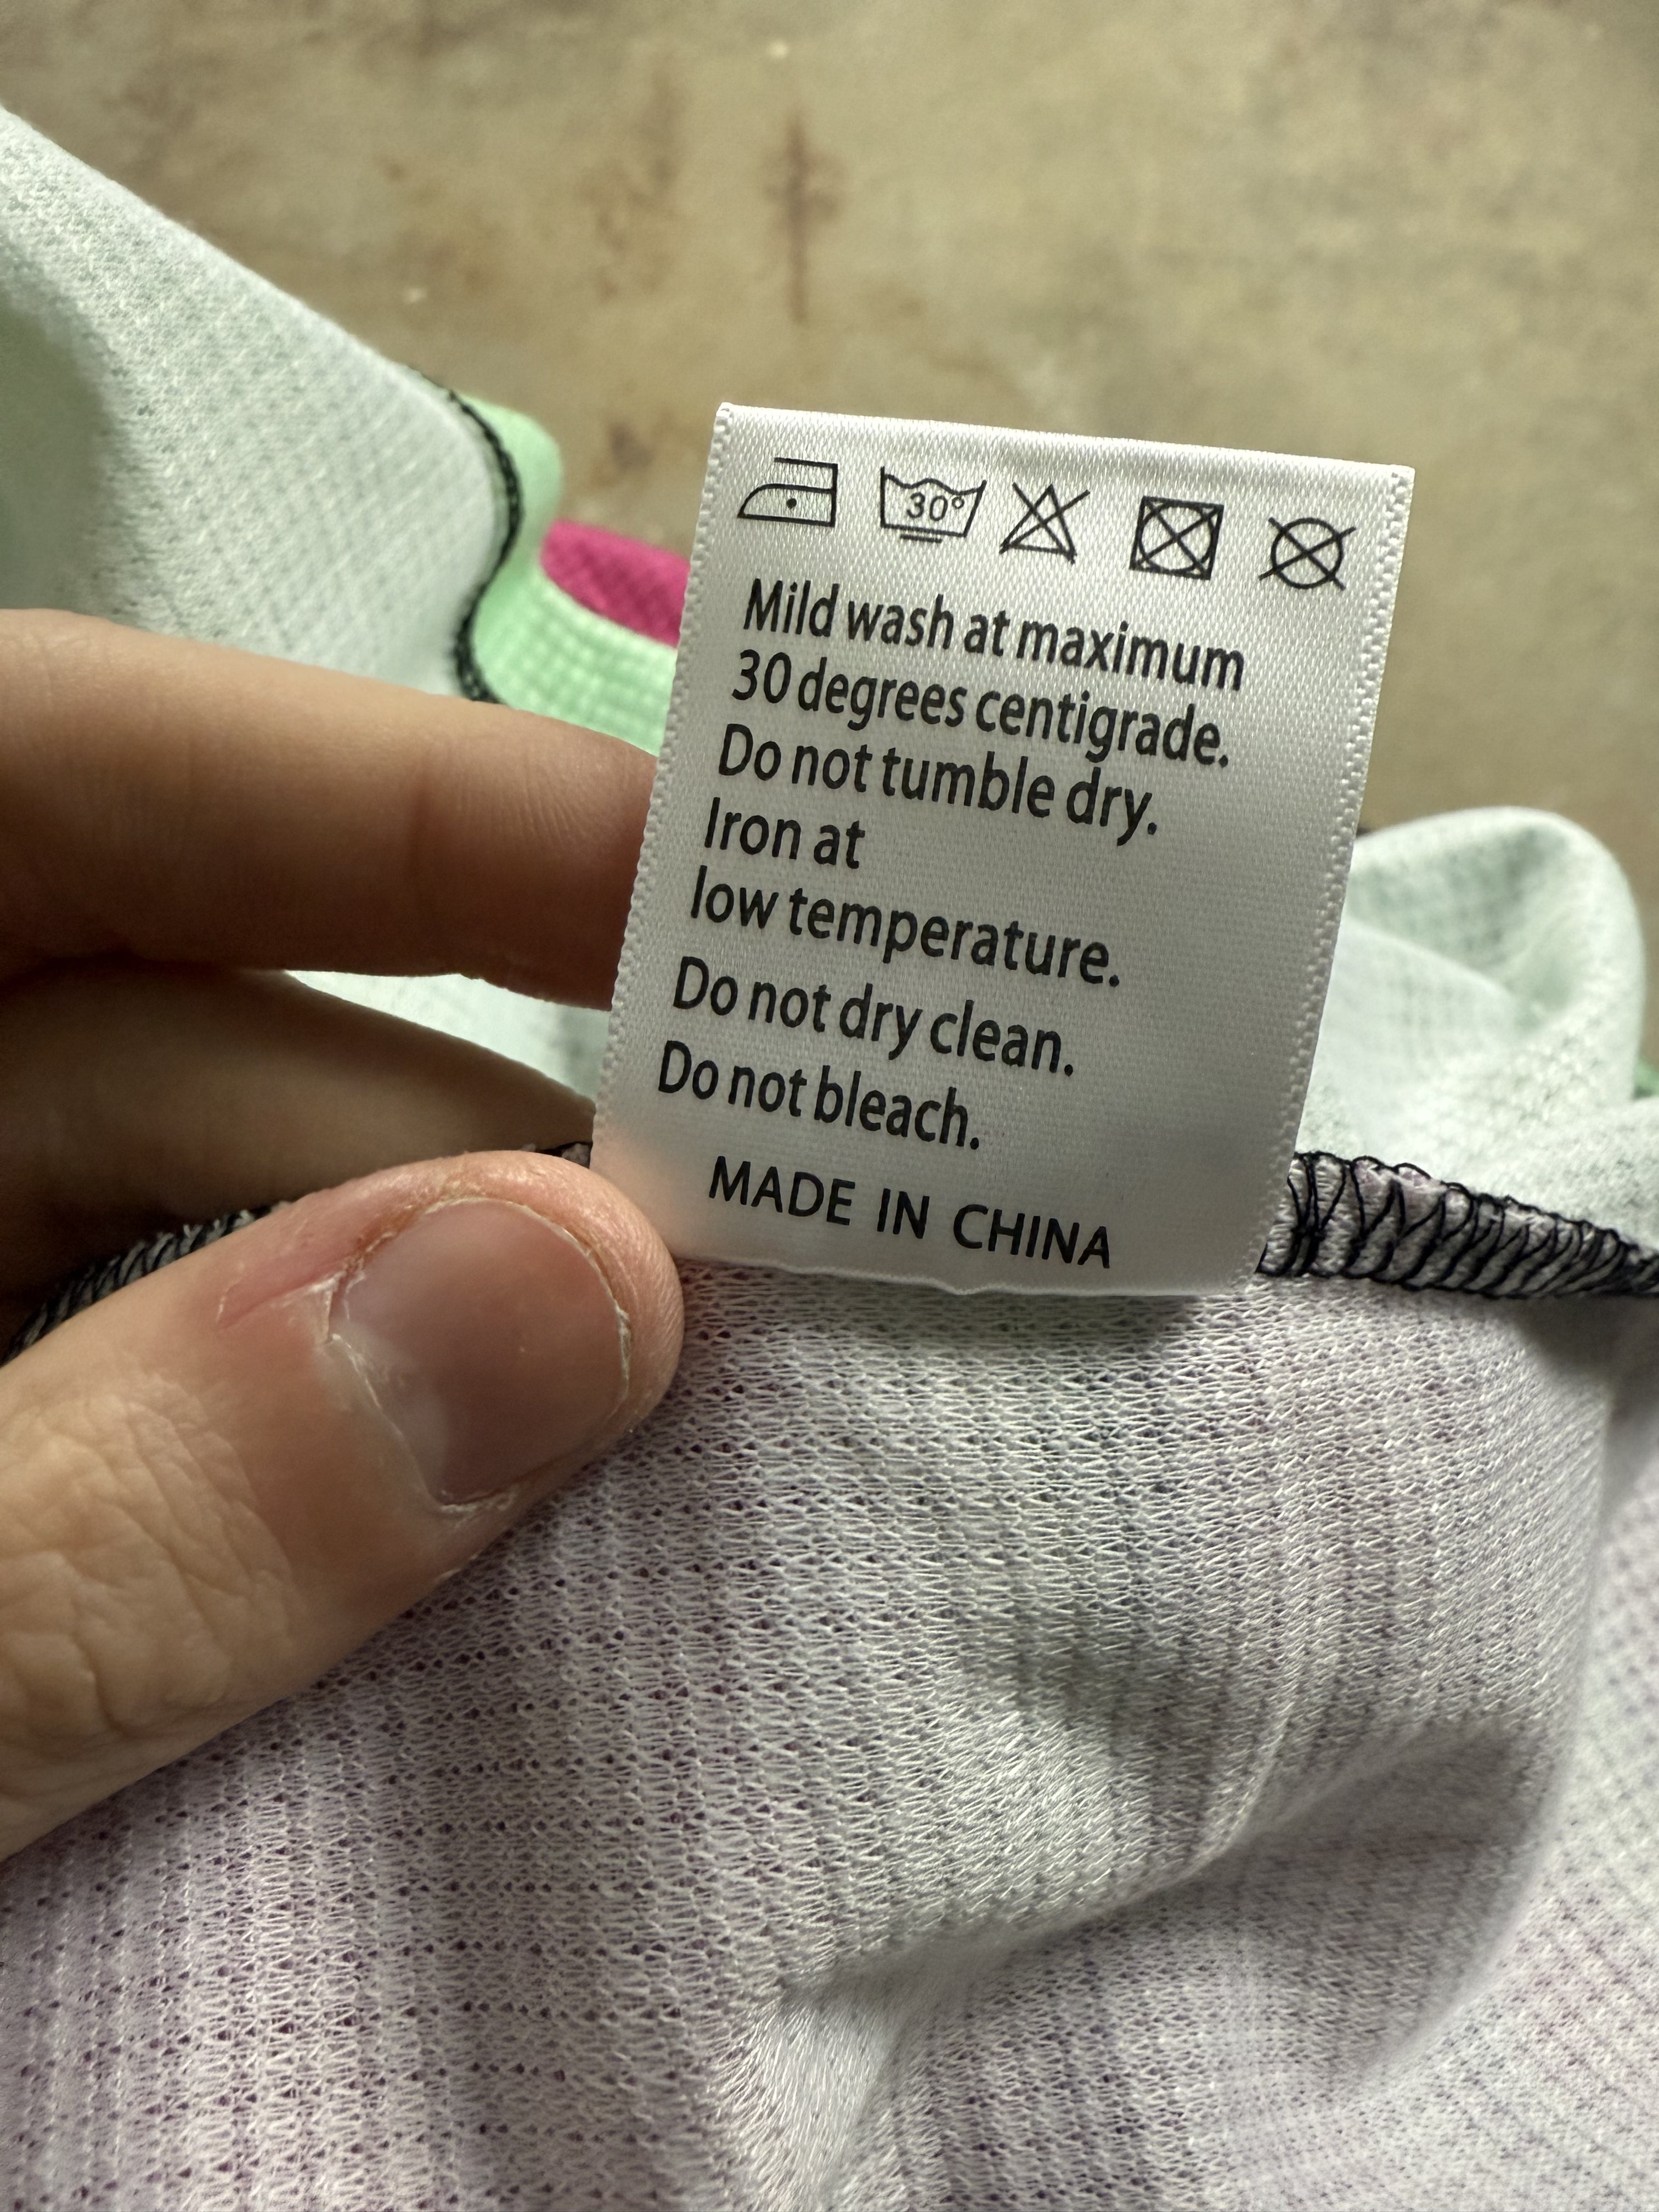 30°
Mild wash at maximum
30 degrees centigrade.
Do not tumble dry.
Iron at
low temperature.
Do not dry clean.
Do not bleach.
MADE IN CHINA